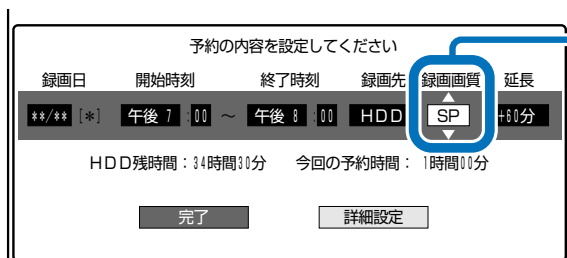 予約の内容を設定してください
録画日 開始時刻 終了時刻 録画先 録画画質 延長
**/** [*] 午後 7:00 ～ 午後 8:00 HDD SP +60分
HDD残時間：34時間30分 今回の予約時間： 1時間00分
完了 詳細設定